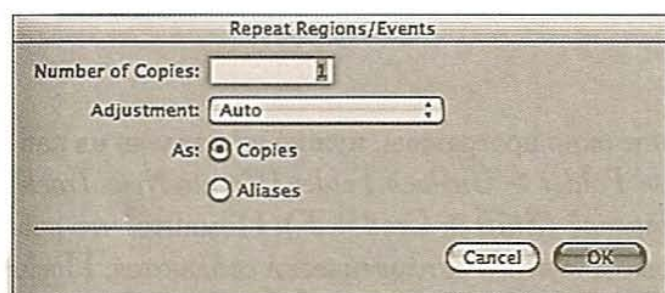 Repeat Regions/Events
Number of Copies: 1
Adjustment: Auto
As: Copies
Aliases
Cancel OK